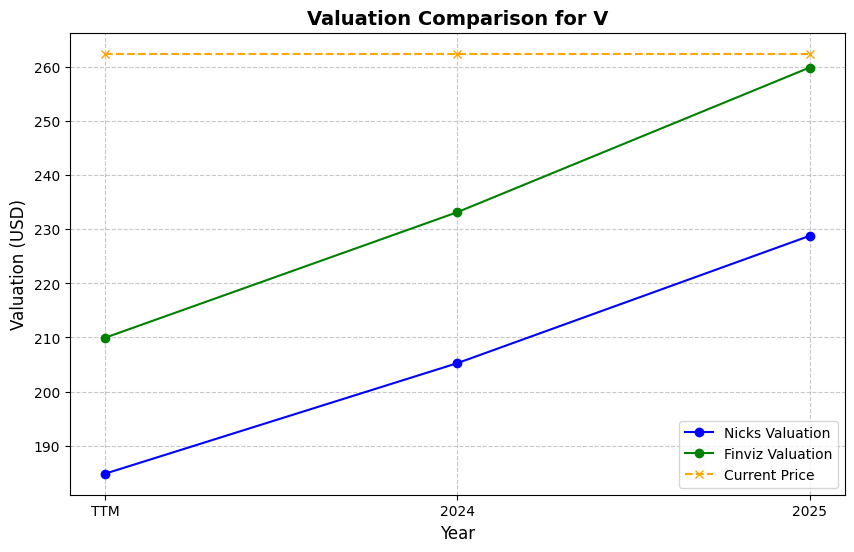 Valuation Comparison for V
Valuation (USD)
260
250
240
230
220
210
200
190
TTM
2024
2025
Year
Nicks Valuation
Finviz Valuation
Current Price